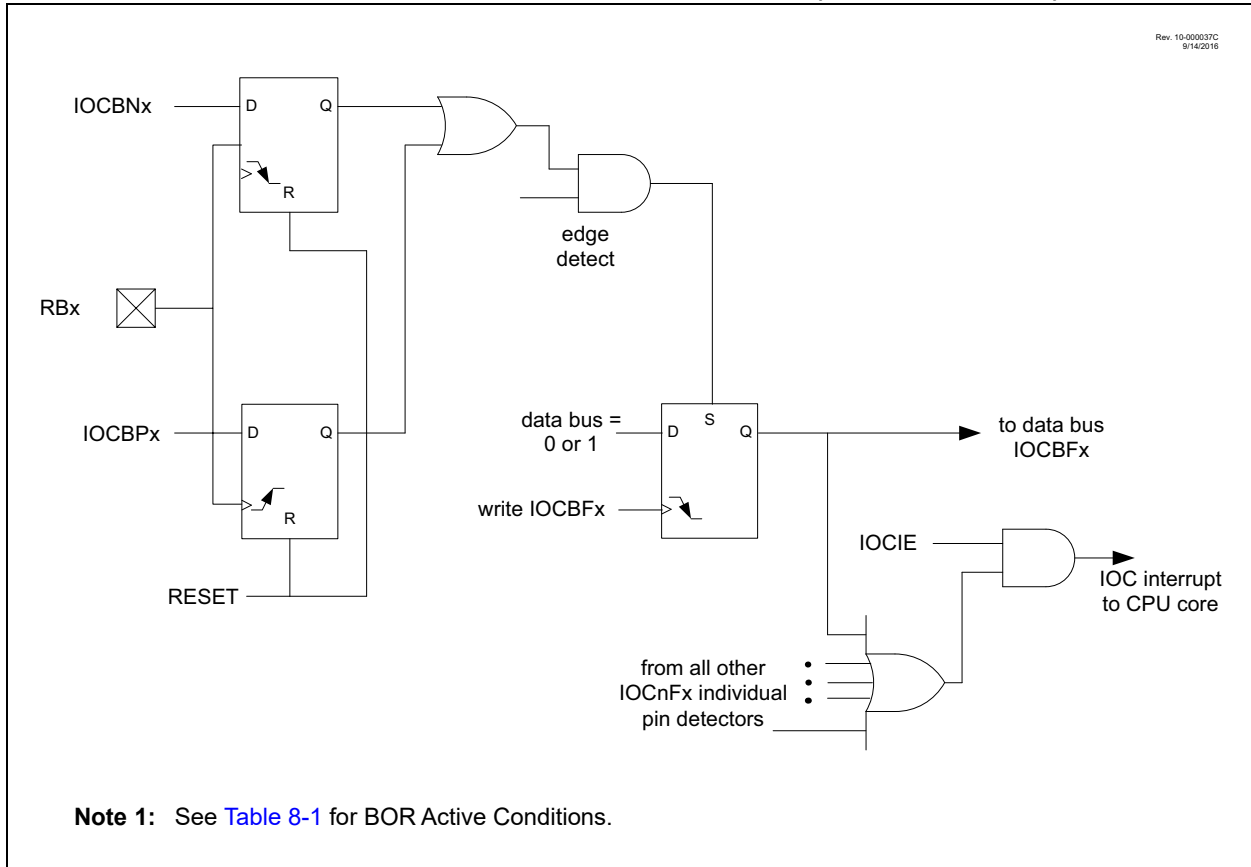 Rev. 10-000037C
9/14/2016
IOCBNx
D
Q
R
edge
detect
RBx
IOCBPx
D
Q
R
RESET
data bus =
0 or 1
S
D
Q
write IOCBFx
to data bus
IOCBFx
IOCIE
IOC interrupt
to CPU core
from all other
IOCnFx individual
pin detectors
Note 1: See Table 8-1 for BOR Active Conditions.